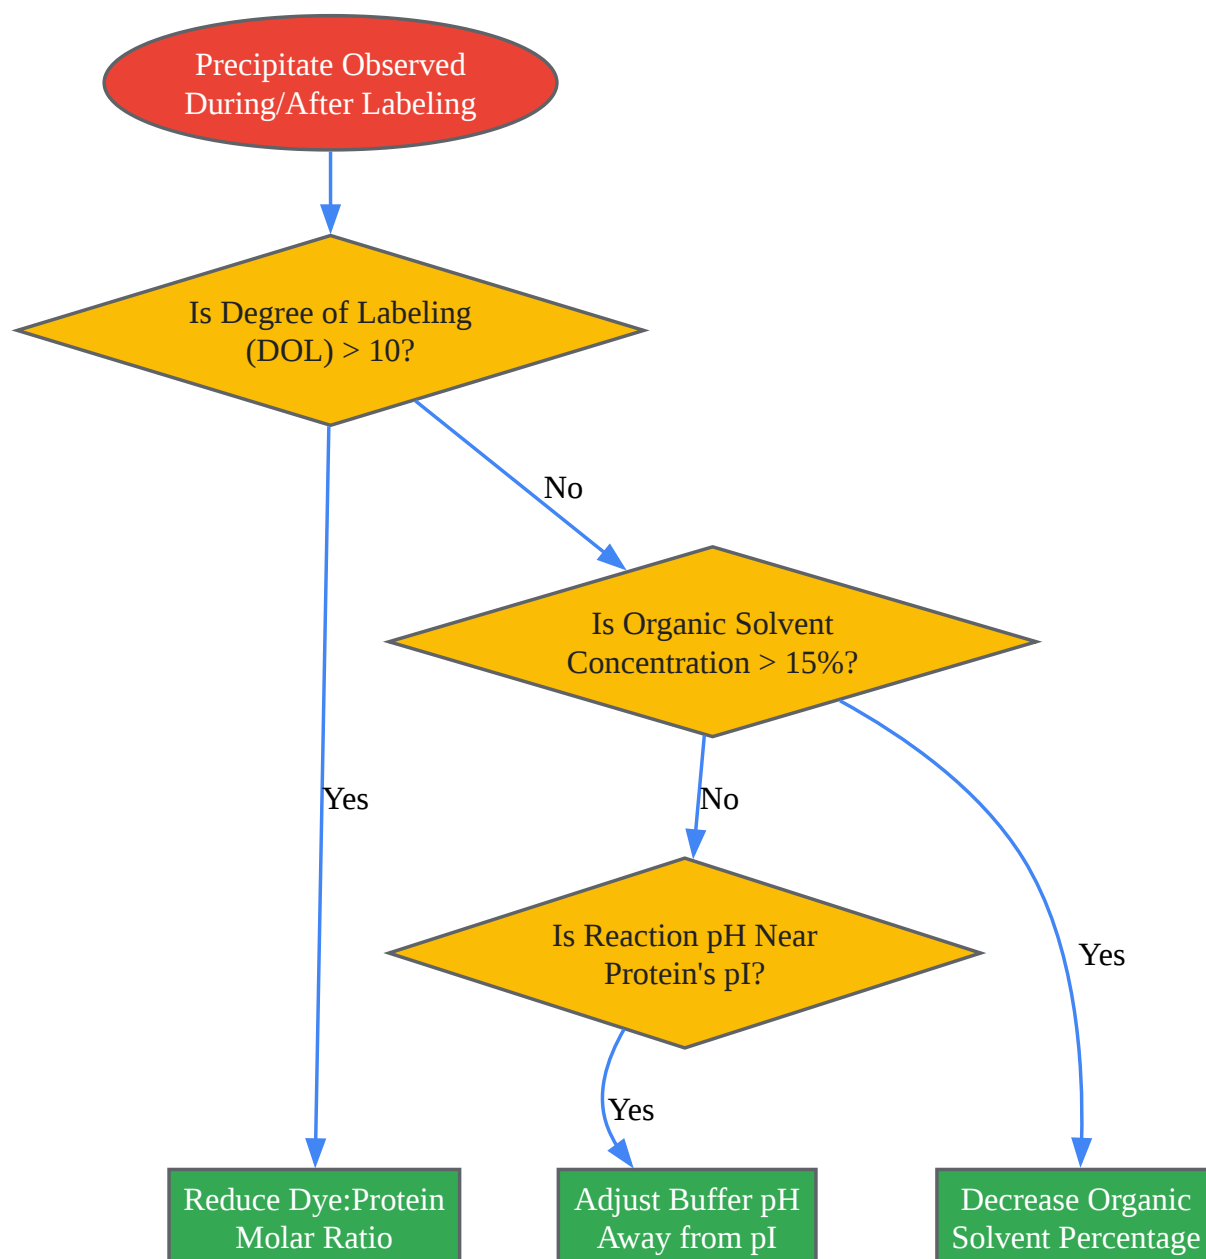 Precipitate Observed
During/After Labeling
Is Degree of Labeling
(DOL) > 10?
No
Is Organic Solvent
Concentration > 15%?
Yes
No
Is Reaction pH Near
Protein's pI?
Yes
Yes
Reduce Dye:Protein
Molar Ratio
Adjust Buffer pH
Away from pI
Decrease Organic
Solvent Percentage